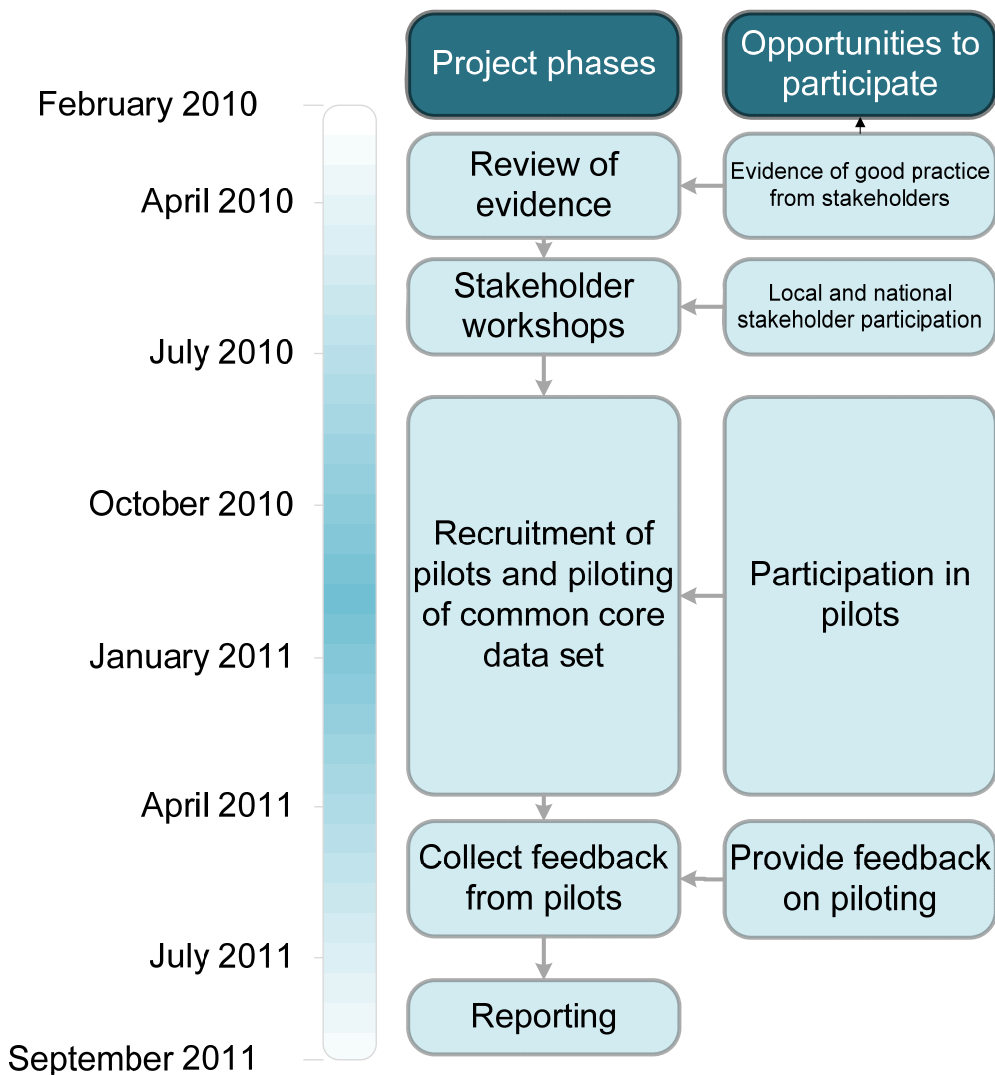 Project phases
Opportunities to
participate
February 2010
April 2010
July 2010
October 2010
January 2011
April 2011
July 2011
September 2011
Review of
evidence
Evidence of good practice
from stakeholders
Stakeholder
workshops
Local and national
stakeholder participation
Recruitment of
pilots and piloting
of common core
data set
Participation in
pilots
Collect feedback
from pilots
Provide feedback
on piloting
Reporting